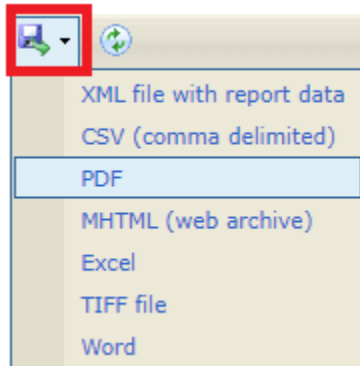 XML file with report data
CSV (comma delimited)
PDF
MHTML (web archive)
Excel
TIFF file
Word